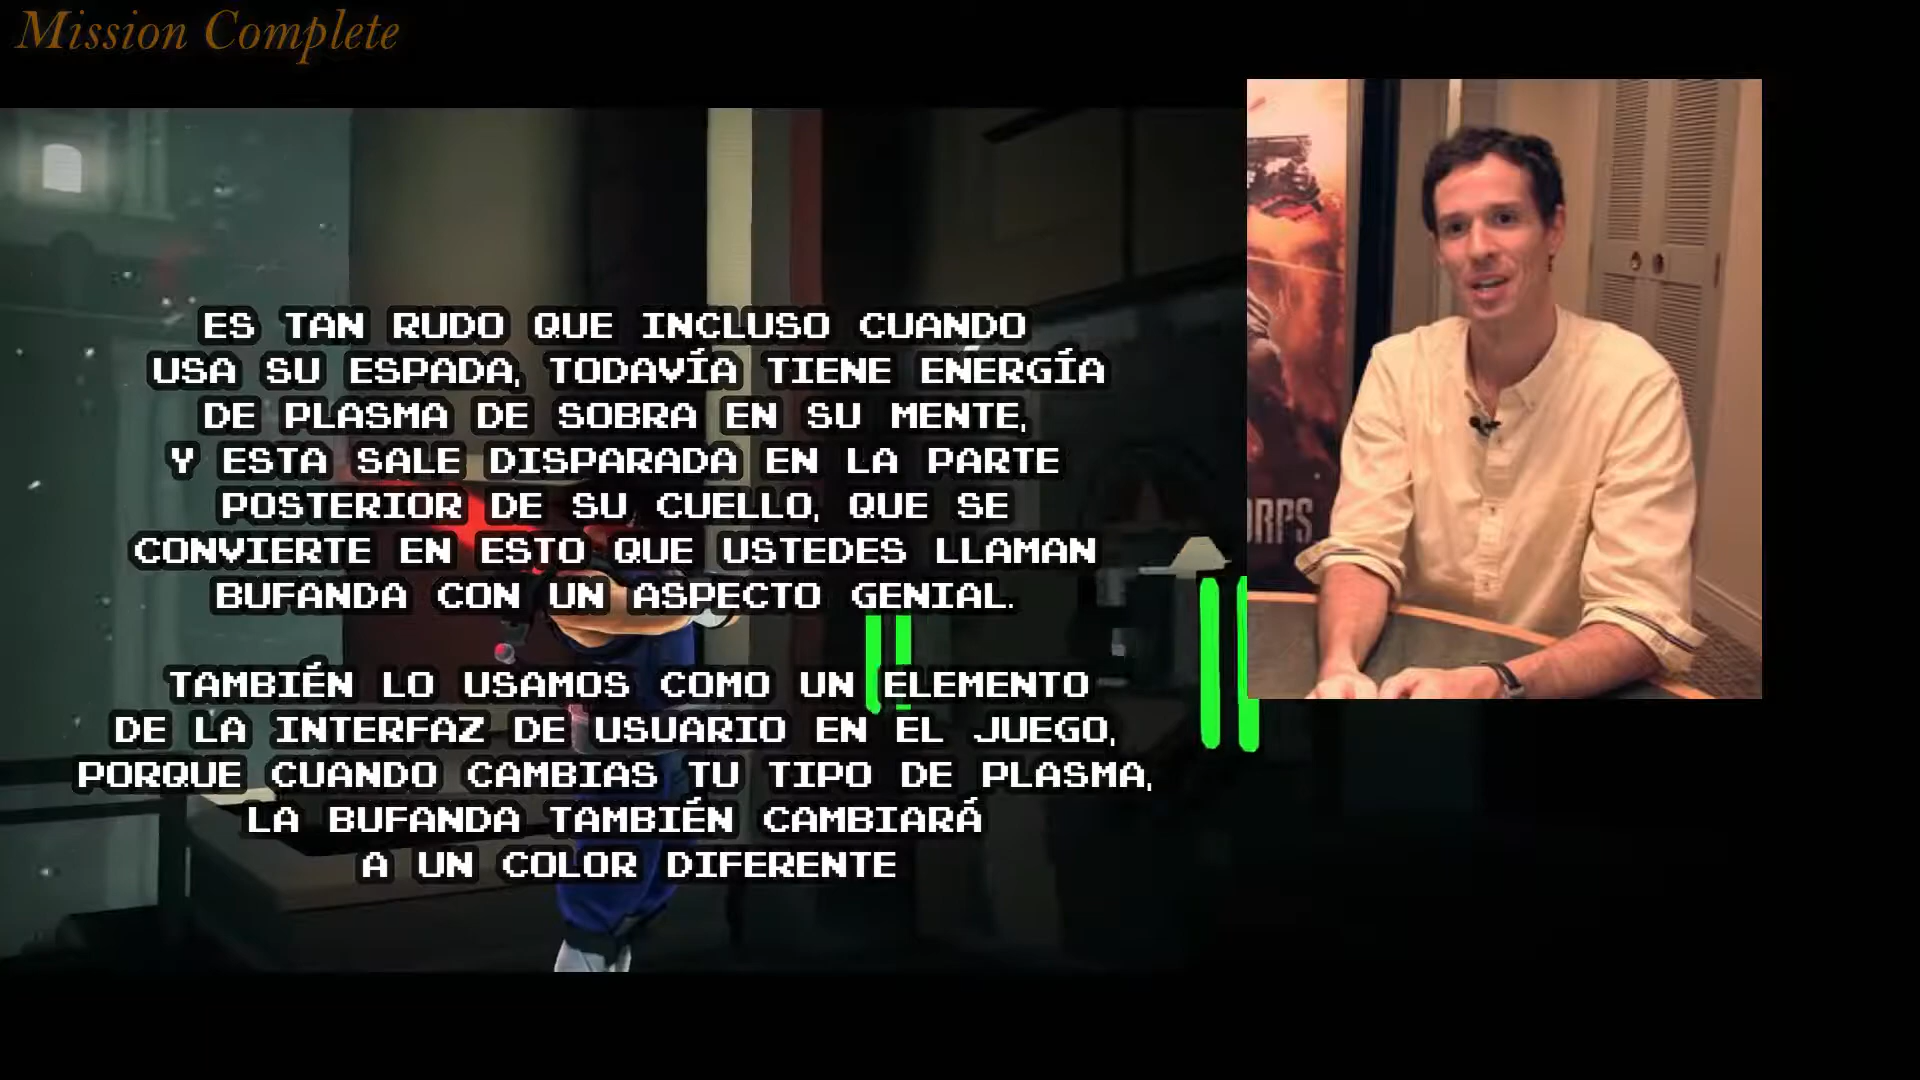 Mission Complete
ES TAN RUDO QUE INCLUSO CUANDO
USA SU ESPADA, TODAVÍA TIENE ENERGÍA
DE PLASMA DE SOBRA EN SU MENTE,
Y ESTA SALE DISPARADA EN LA PARTE
POSTERIOR DE SU CUELLO, QUE SE
CONVIERTE EN ESTO QUE USTEDES LLAMAN
BUFANDA CON UN ASPECTO GENIAL.
TAMBIÉN LO USAMOS COMO UN ELEMENTO
DE LA INTERFAZ DE USUARIO EN EL JUEGO,
PORQUE CUANDO CAMBIAS TU TIPO DE PLASMA,
LA BUFANDA TAMBIÉN CAMBIARÁ
A UN COLOR DIFERENTE
ORPS